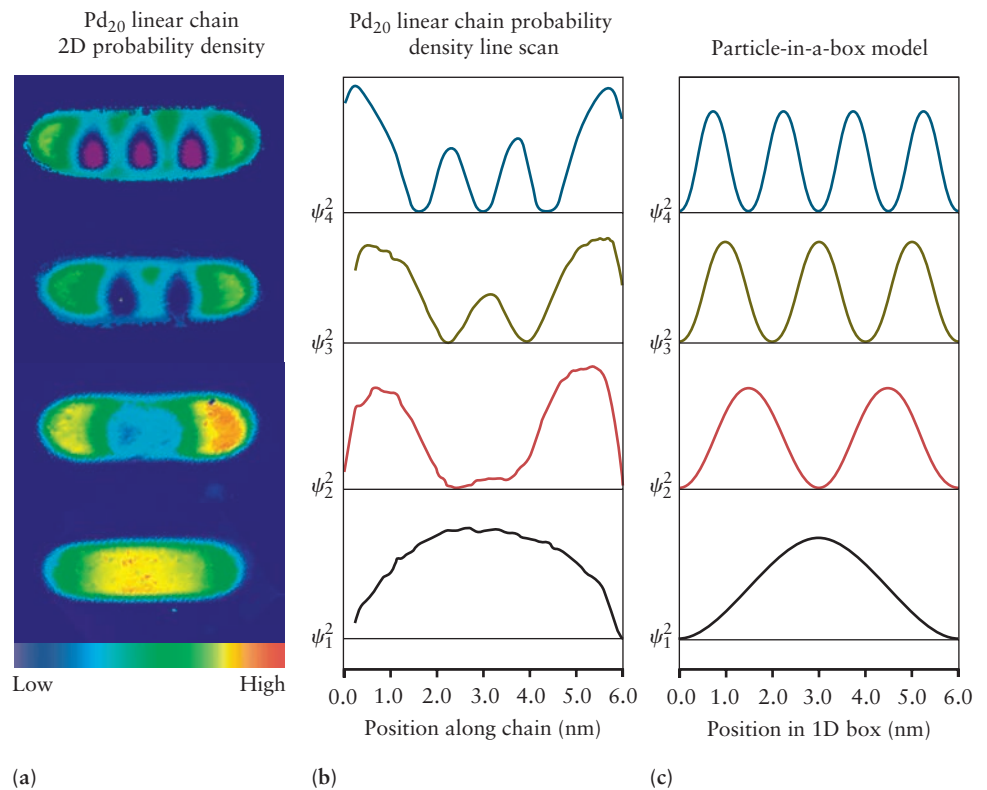 Pd₂₀ linear chain
2D probability density
Pd₂₀ linear chain probability
density line scan
Particle-in-a-box model
ψ₄²
ψ₃²
ψ₂²
ψ₁²
ψ₄²
ψ₃²
ψ₂²
ψ₁²
Low High
0.0 1.0 2.0 3.0 4.0 5.0 6.0
Position along chain (nm)
0.0 1.0 2.0 3.0 4.0 5.0 6.0
Position in 1D box (nm)
(a)
(b)
(c)